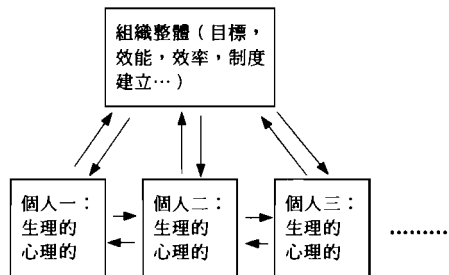 組織整體（目標，
效能，效率，制度
建立…）
個人一：
生理的
心理的
個人二：
生理的
心理的
個人三：
生理的
心理的
………